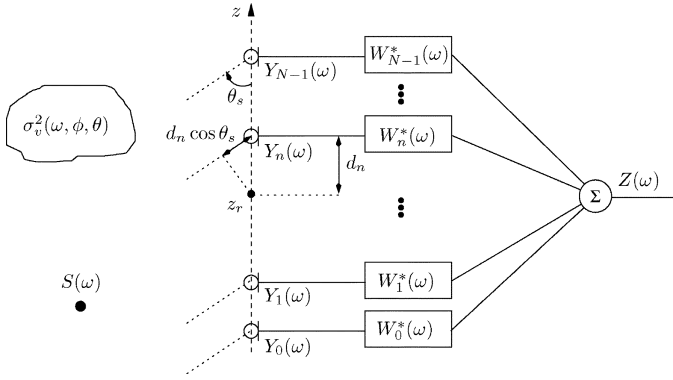 z
Y_{N−1}(ω)
W*_{N−1}(ω)
θ_s
σ_v^2(ω, ϕ, θ)
d_n cos θ_s
Y_n(ω)
W*_n(ω)
d_n
z_r
Σ
Z(ω)
S(ω)
Y_1(ω)
W*_1(ω)
Y_0(ω)
W*_0(ω)